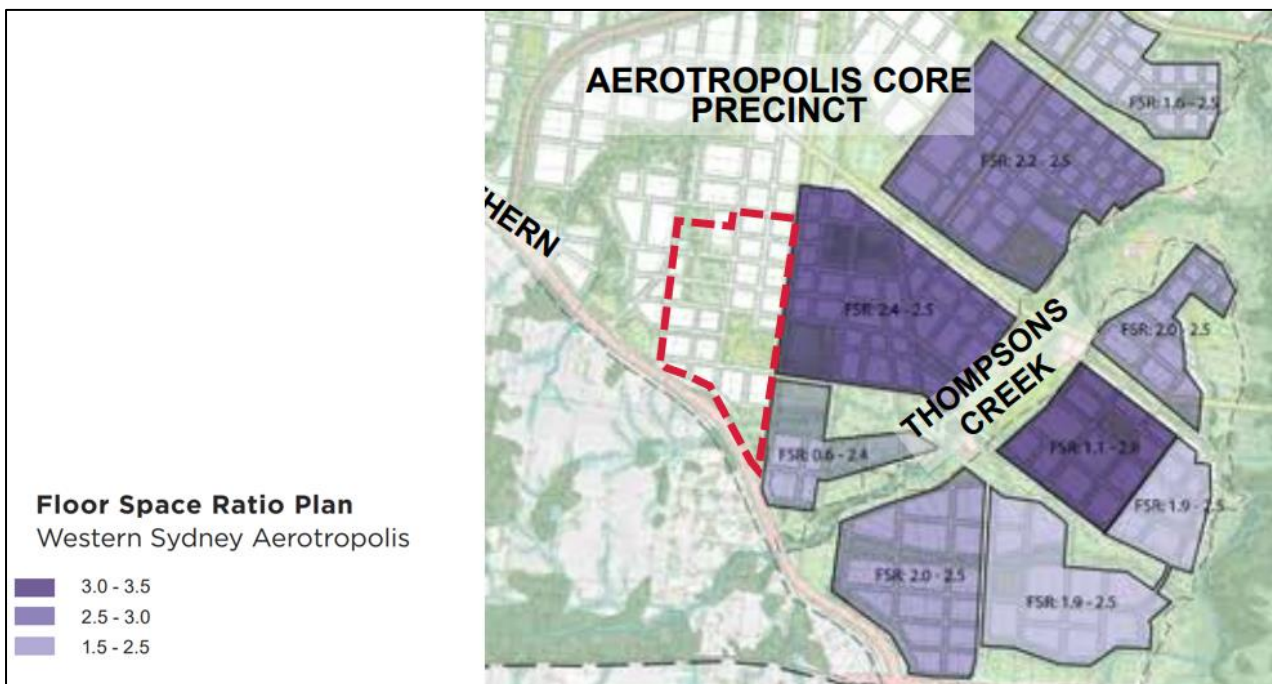 AEROTROPOLIS CORE
PRECINCT
FSR: 1.6 - 2.5
FSR: 2.2 - 2.5
THERN
FSR: 2.4 - 2.5
FSR: 2.0 - 2.5
THOMPSONS
CREEK
FSR: 0.6 - 2.4
FSR: 1.1 - 2.8
FSR: 1.9 - 2.5
FSR: 2.0 - 2.5
FSR: 1.9 - 2.5
Floor Space Ratio Plan
Western Sydney Aerotropolis
3.0 - 3.5
2.5 - 3.0
1.5 - 2.5